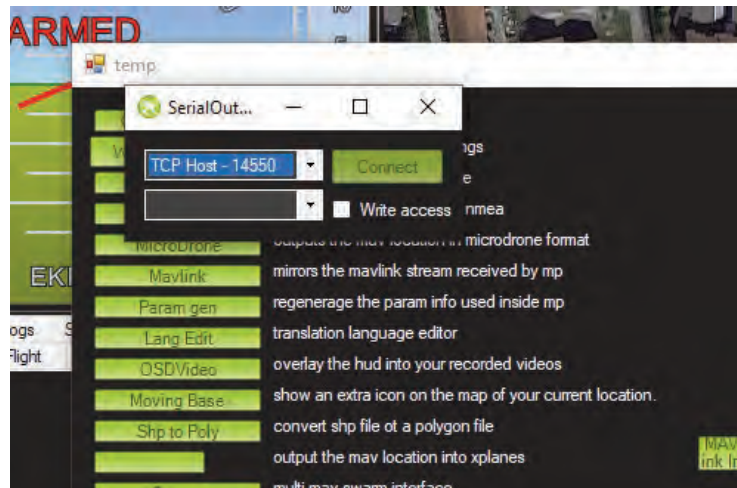 ARMED
temp
SerialOut...
TCP Host - 14550
Connect
ngs
e
Write access
nmea
MicroDrone
outputs the mav location in microdrone format
EKI
Mavlink
mirrors the mavlink stream received by mp
Param gen
regenerage the param info used inside mp
ogs S
Lang Edit
translation language editor
flight
OSDVideo
overlay the hud into your recorded videos
Moving Base
show an extra icon on the map of your current location.
Shp to Poly
convert shp file ot a polygon file
MAV
ink In
output the mav location into xplanes
multi mav swarm interface